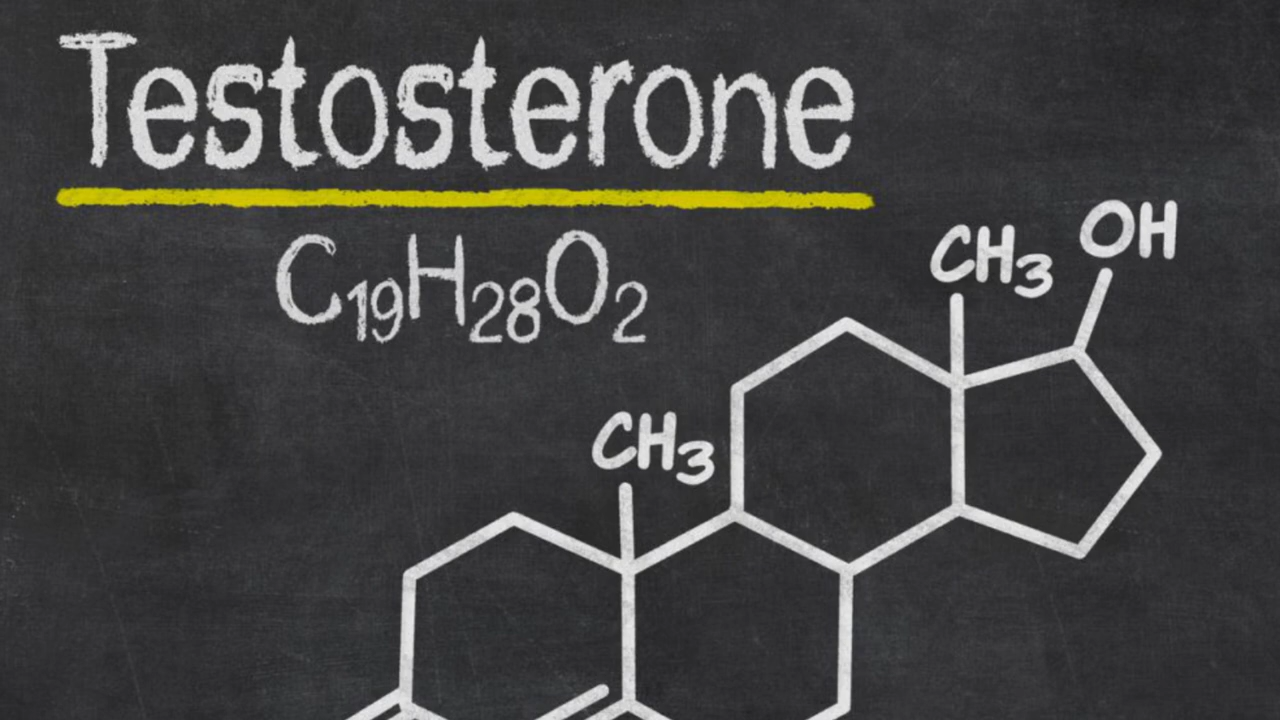 Testosterone
C₁₉H₂₈O₂
OH
CH₃
CH₃